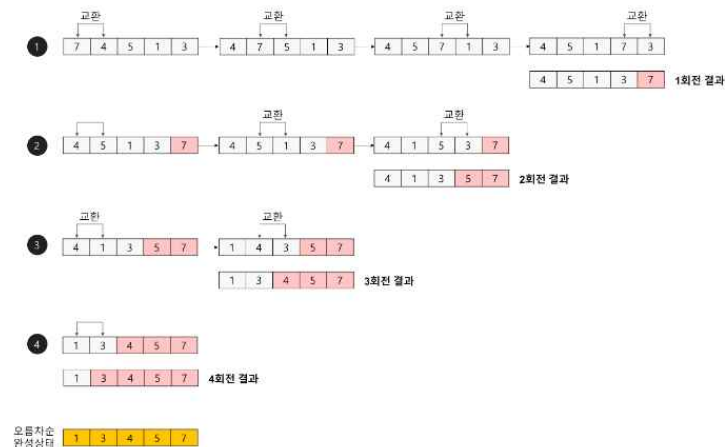 교환 교환 교환 교환
1 7 4 5 1 3 4 7 5 1 3 4 5 7 1 3 4 5 1 7 3
4 5 1 3 7 1회전 결과
교환 교환
2 4 5 1 3 7 4 5 1 3 7 4 1 5 3 7
4 1 3 5 7 2회전 결과
교환 교환
3 4 1 3 5 7 1 4 3 5 7
1 3 4 5 7 3회전 결과
4 1 3 4 5 7
1 3 4 5 7 4회전 결과
오름차순
완성상태 1 3 4 5 7